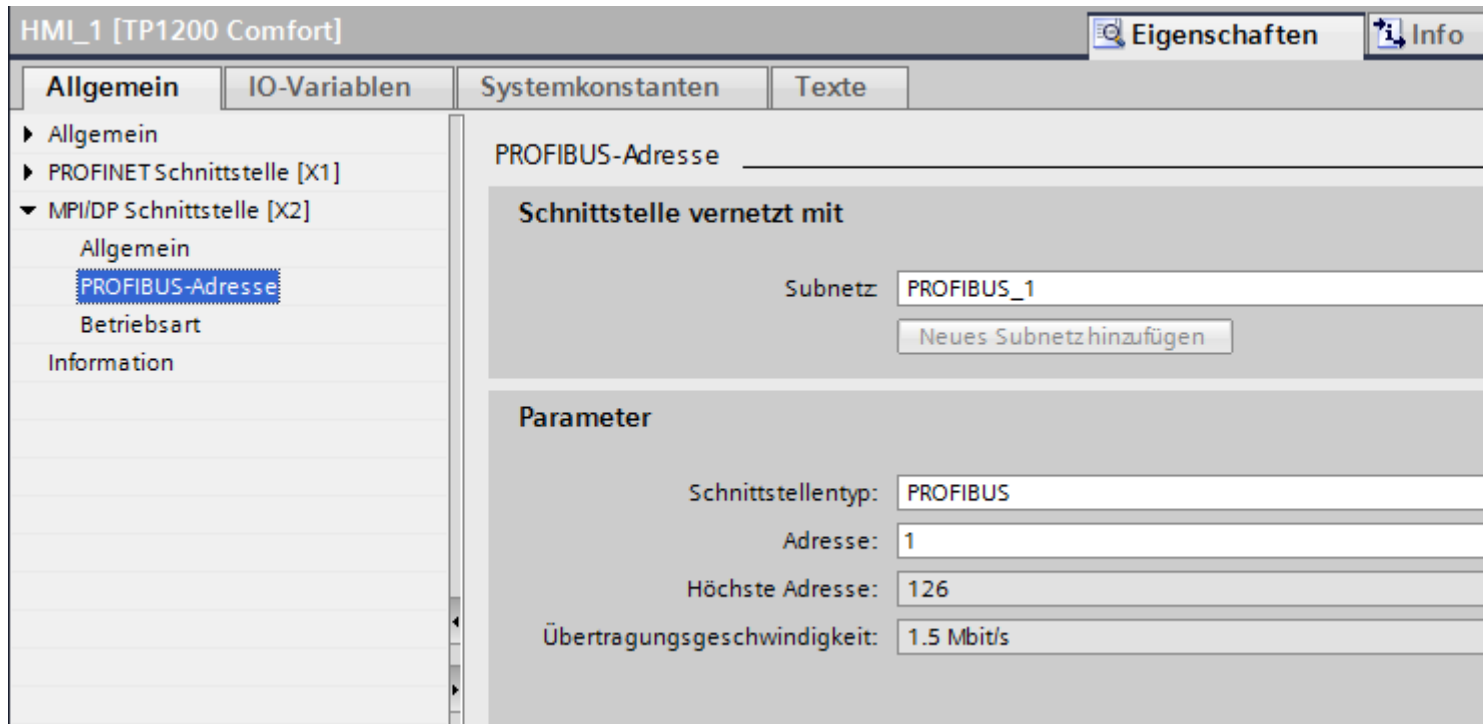 HMI_1 [TP1200 Comfort]
Eigenschaften
Info
Allgemein
IO-Variablen
Systemkonstanten
Texte
Allgemein
PROFINET Schnittstelle [X1]
MPI/DP Schnittstelle [X2]
Allgemein
PROFIBUS-Adresse
Betriebsart
Information
PROFIBUS-Adresse
Schnittstelle vernetzt mit
Subnetz: PROFIBUS_1
Neues Subnetz hinzufügen
Parameter
Schnittstellentyp: PROFIBUS
Adresse: 1
Höchste Adresse: 126
Übertragungsgeschwindigkeit: 1.5 Mbit/s